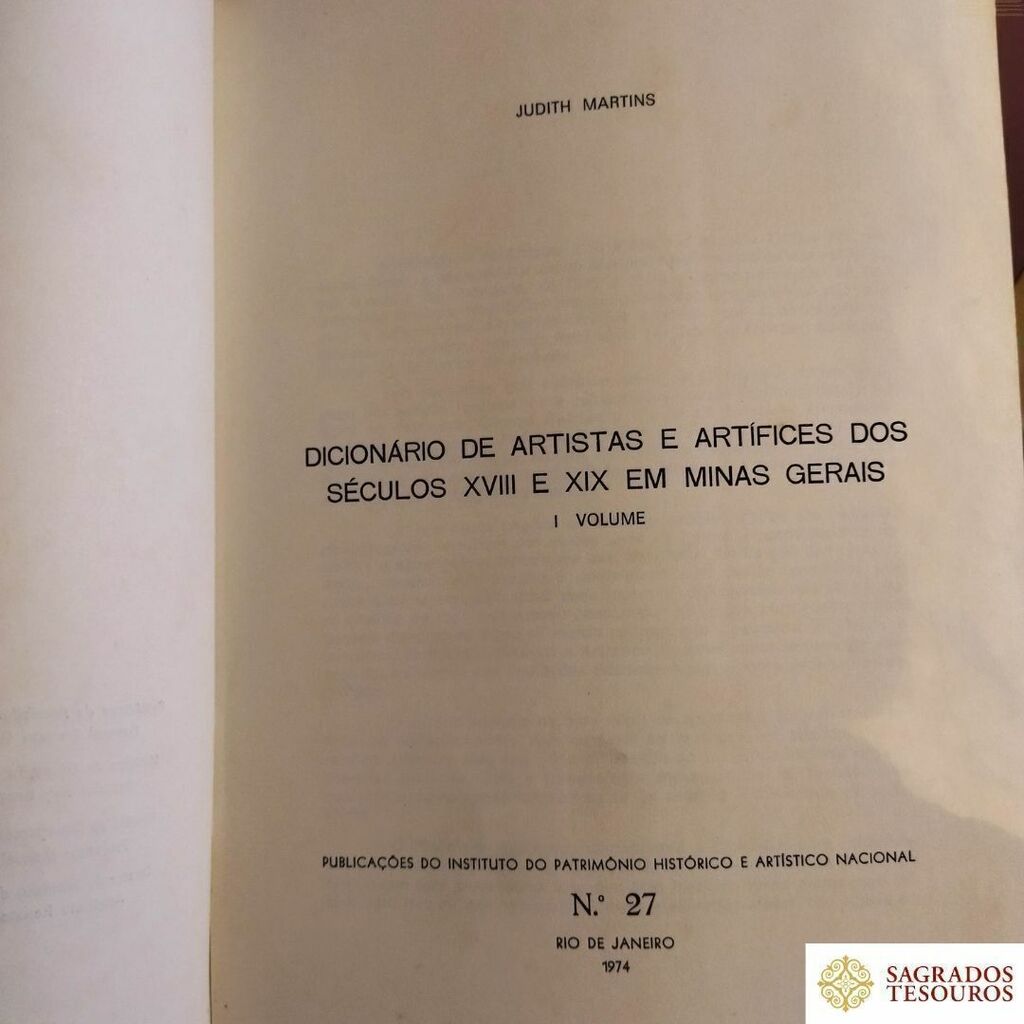 JUDITH MARTINS
DICIONÁRIO DE ARTISTAS E ARTÍFICES DOS
SÉCULOS XVIII E XIX EM MINAS GERAIS
I VOLUME
PUBLICAÇÕES DO INSTITUTO DO PATRIMÔNIO HISTÓRICO E ARTÍSTICO NACIONAL
N.º 27
RIO DE JANEIRO
1974
SAGRADOS
TESOUROS